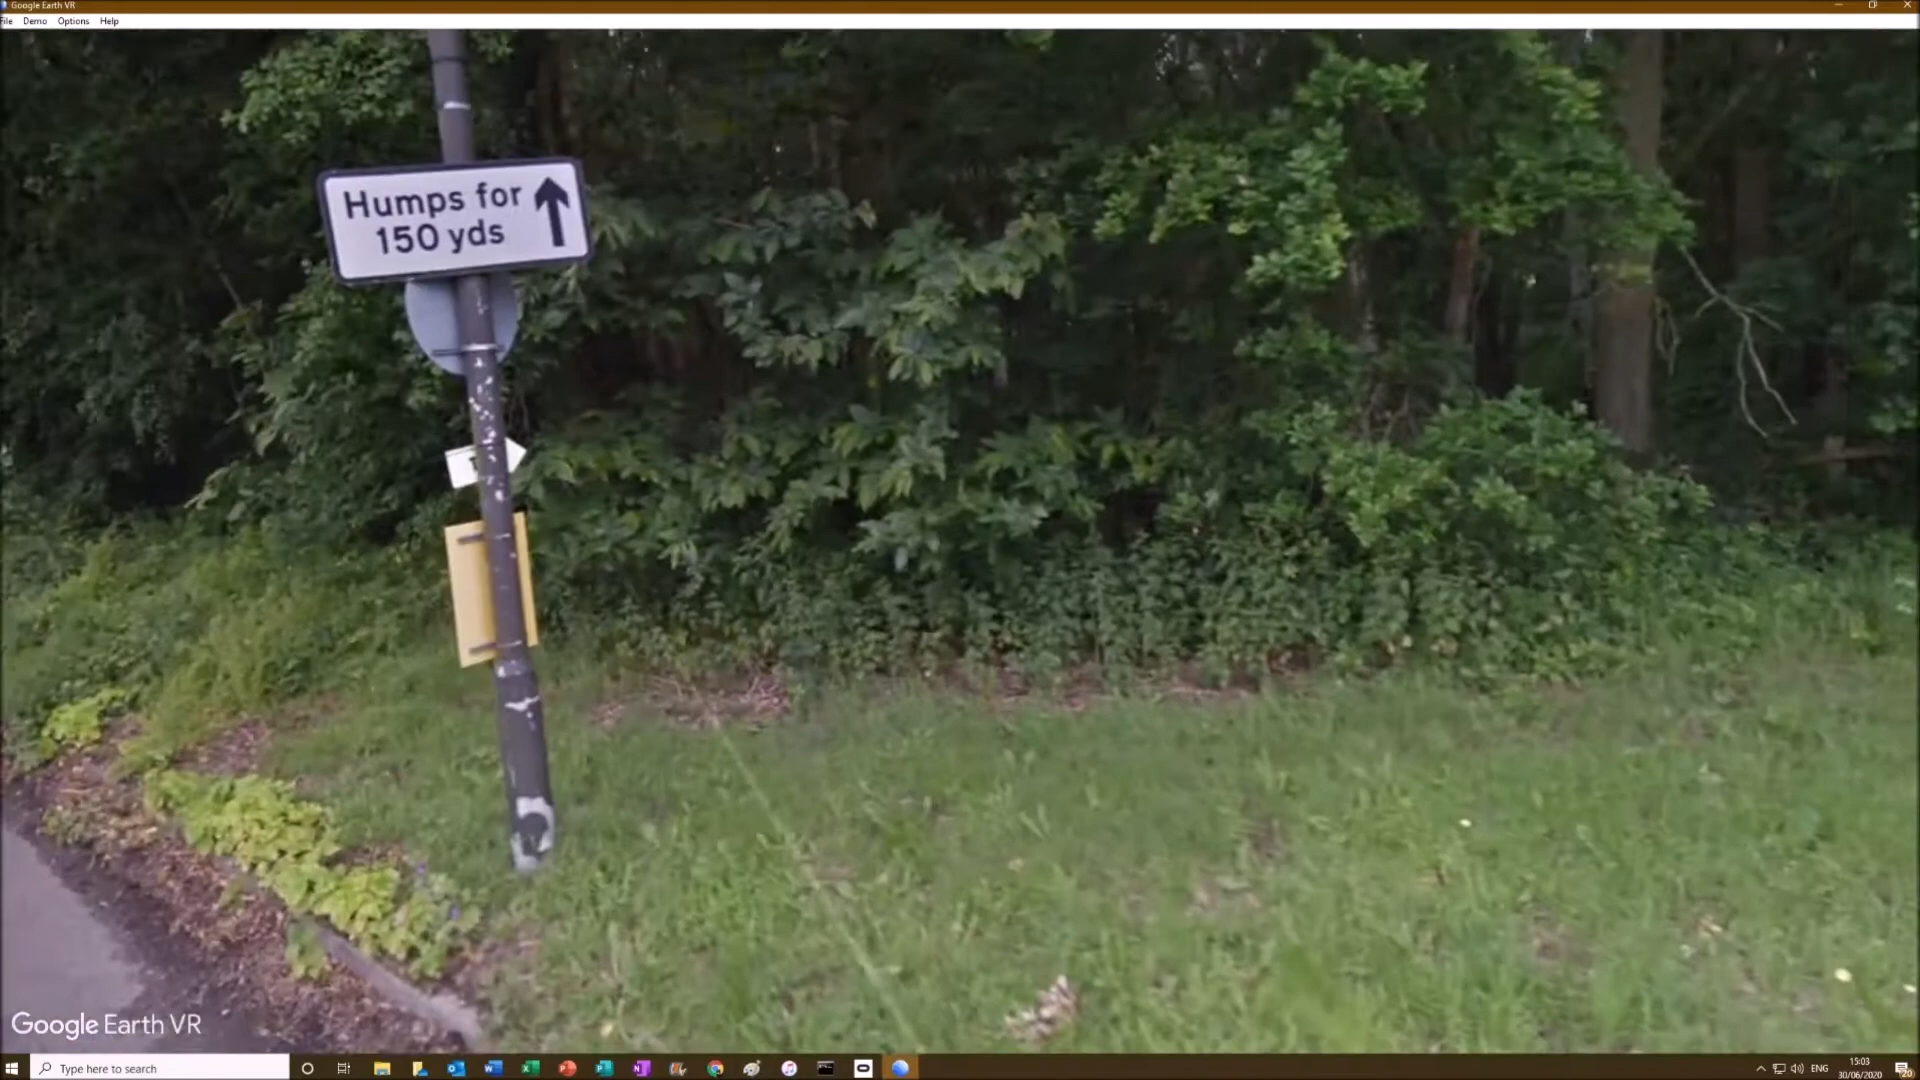 Google Earth VR
File Demo Options Help
Humps for
150 yds
Google Earth VR
Type here to search
ENG
15:03
30/06/2020
20